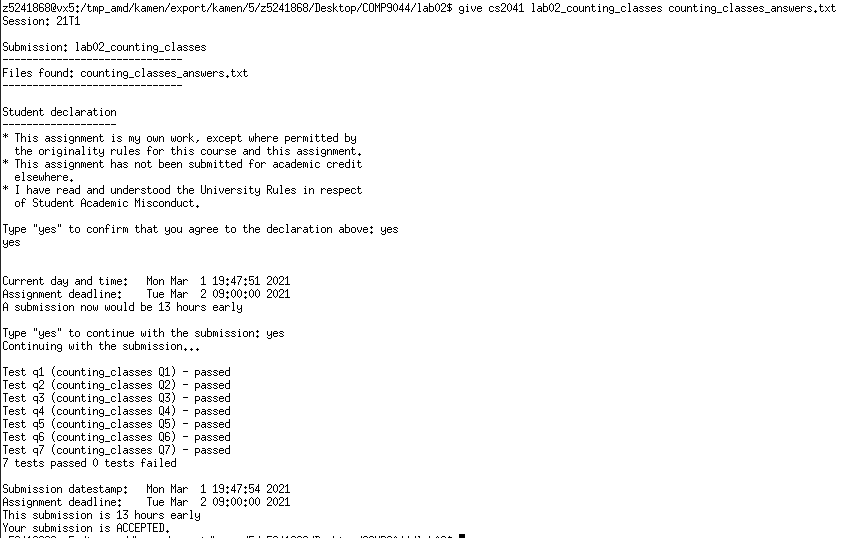 z5241868@vx5:/tmp_amd/kamen/export/kamen/5/z5241868/Desktop/COMP9044/lab02$ give cs2041 lab02_counting_classes counting_classes_answers.txt
Session: 21T1
Submission: lab02_counting_classes
------------------------------
Files found: counting_classes_answers.txt
------------------------------
Student declaration
-------------------
* This assignment is my own work, except where permitted by
the originality rules for this course and this assignment.
* This assignment has not been submitted for academic credit
elsewhere.
* I have read and understood the University Rules in respect
of Student Academic Misconduct.
Type "yes" to confirm that you agree to the declaration above: yes
yes
Current day and time:   Mon Mar  1 19:47:51 2021
Assignment deadline:    Tue Mar  2 09:00:00 2021
A submission now would be 13 hours early
Type "yes" to continue with the submission: yes
Continuing with the submission...
Test q1 (counting_classes Q1) - passed
Test q2 (counting_classes Q2) - passed
Test q3 (counting_classes Q3) - passed
Test q4 (counting_classes Q4) - passed
Test q5 (counting_classes Q5) - passed
Test q6 (counting_classes Q6) - passed
Test q7 (counting_classes Q7) - passed
7 tests passed 0 tests failed
Submission datestamp:   Mon Mar  1 19:47:54 2021
Assignment deadline:    Tue Mar  2 09:00:00 2021
This submission is 13 hours early
Your submission is ACCEPTED.